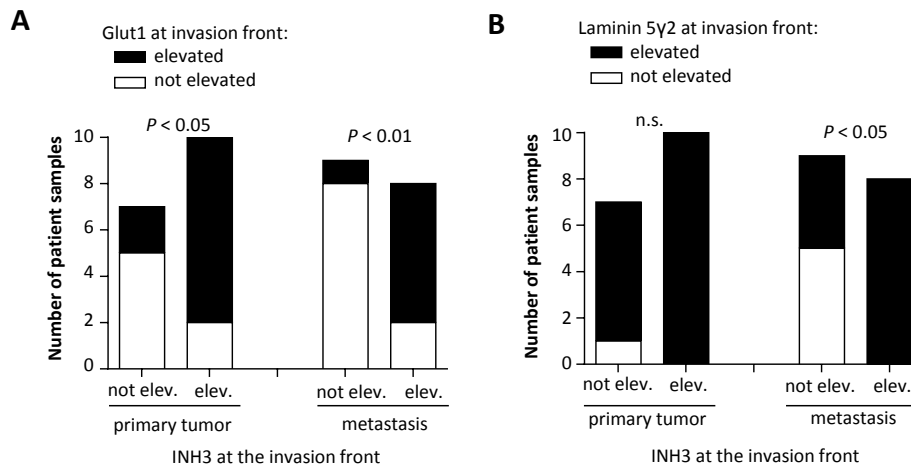 A
Glut1 at invasion front:
elevated
not elevated
P < 0.05
P < 0.01
Number of patient samples
10
8
6
4
2
0
not elev.
elev.
not elev.
elev.
primary tumor
metastasis
INH3 at the invasion front
B
Laminin 5γ2 at invasion front:
elevated
not elevated
n.s.
P < 0.05
Number of patient samples
10
8
6
4
2
0
not elev.
elev.
not elev.
elev.
primary tumor
metastasis
INH3 at the invasion front